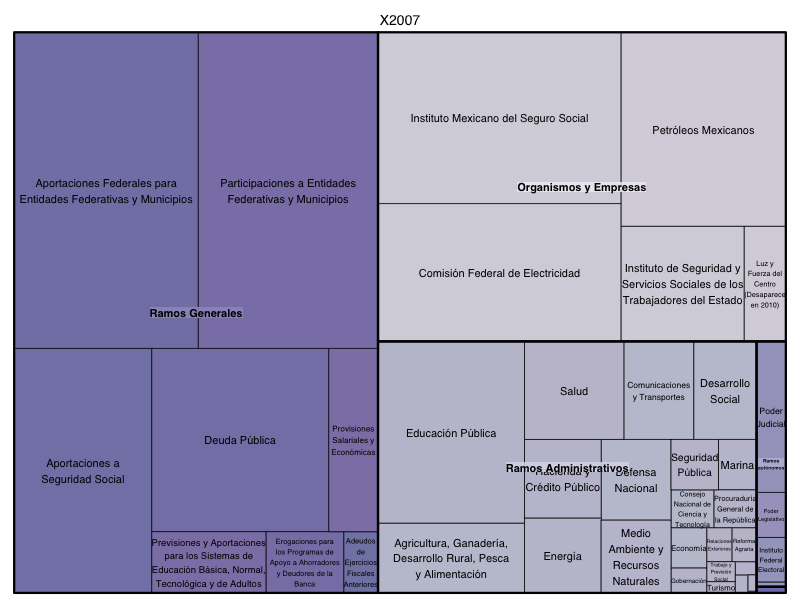 X2007
Aportaciones Federales para
Entidades Federativas y Municipios
Participaciones a Entidades
Federativas y Municipios
Ramos Generales
Aportaciones a
Seguridad Social
Deuda Pública
Provisiones
Salariales y
Económicas
Previsiones y Aportaciones
para los Sistemas de
Educación Básica, Normal,
Tecnológica y de Adultos
Erogaciones para
los Programas de
Apoyo a Ahorradores
y Deudores de la
Banca
Adeudos
de
Ejercicios
Fiscales
Anteriores
Instituto Mexicano del Seguro Social
Petróleos Mexicanos
Organismos y Empresas
Comisión Federal de Electricidad
Instituto de Seguridad y
Servicios Sociales de los
Trabajadores del Estado
Luz y
Fuerza del
Centro
(Desaparece
en 2010)
Educación Pública
Salud
Comunicaciones
y Transportes
Desarrollo
Social
Ramos Administrativos
Hacienda y
Crédito Público
Defensa
Nacional
Seguridad
Pública
Marina
Consejo
Nacional de
Ciencia y
Tecnología
Procuraduría
General de
la República
Agricultura, Ganadería,
Desarrollo Rural, Pesca
y Alimentación
Energía
Medio
Ambiente y
Recursos
Naturales
Economía
Relaciones
Exteriores
Reforma
Agraria
Trabajo y
Previsión
Social
Gobernación
Turismo
Poder
Judicial
Ramos
autónomos
Poder
Legislativo
Instituto
Federal
Electoral